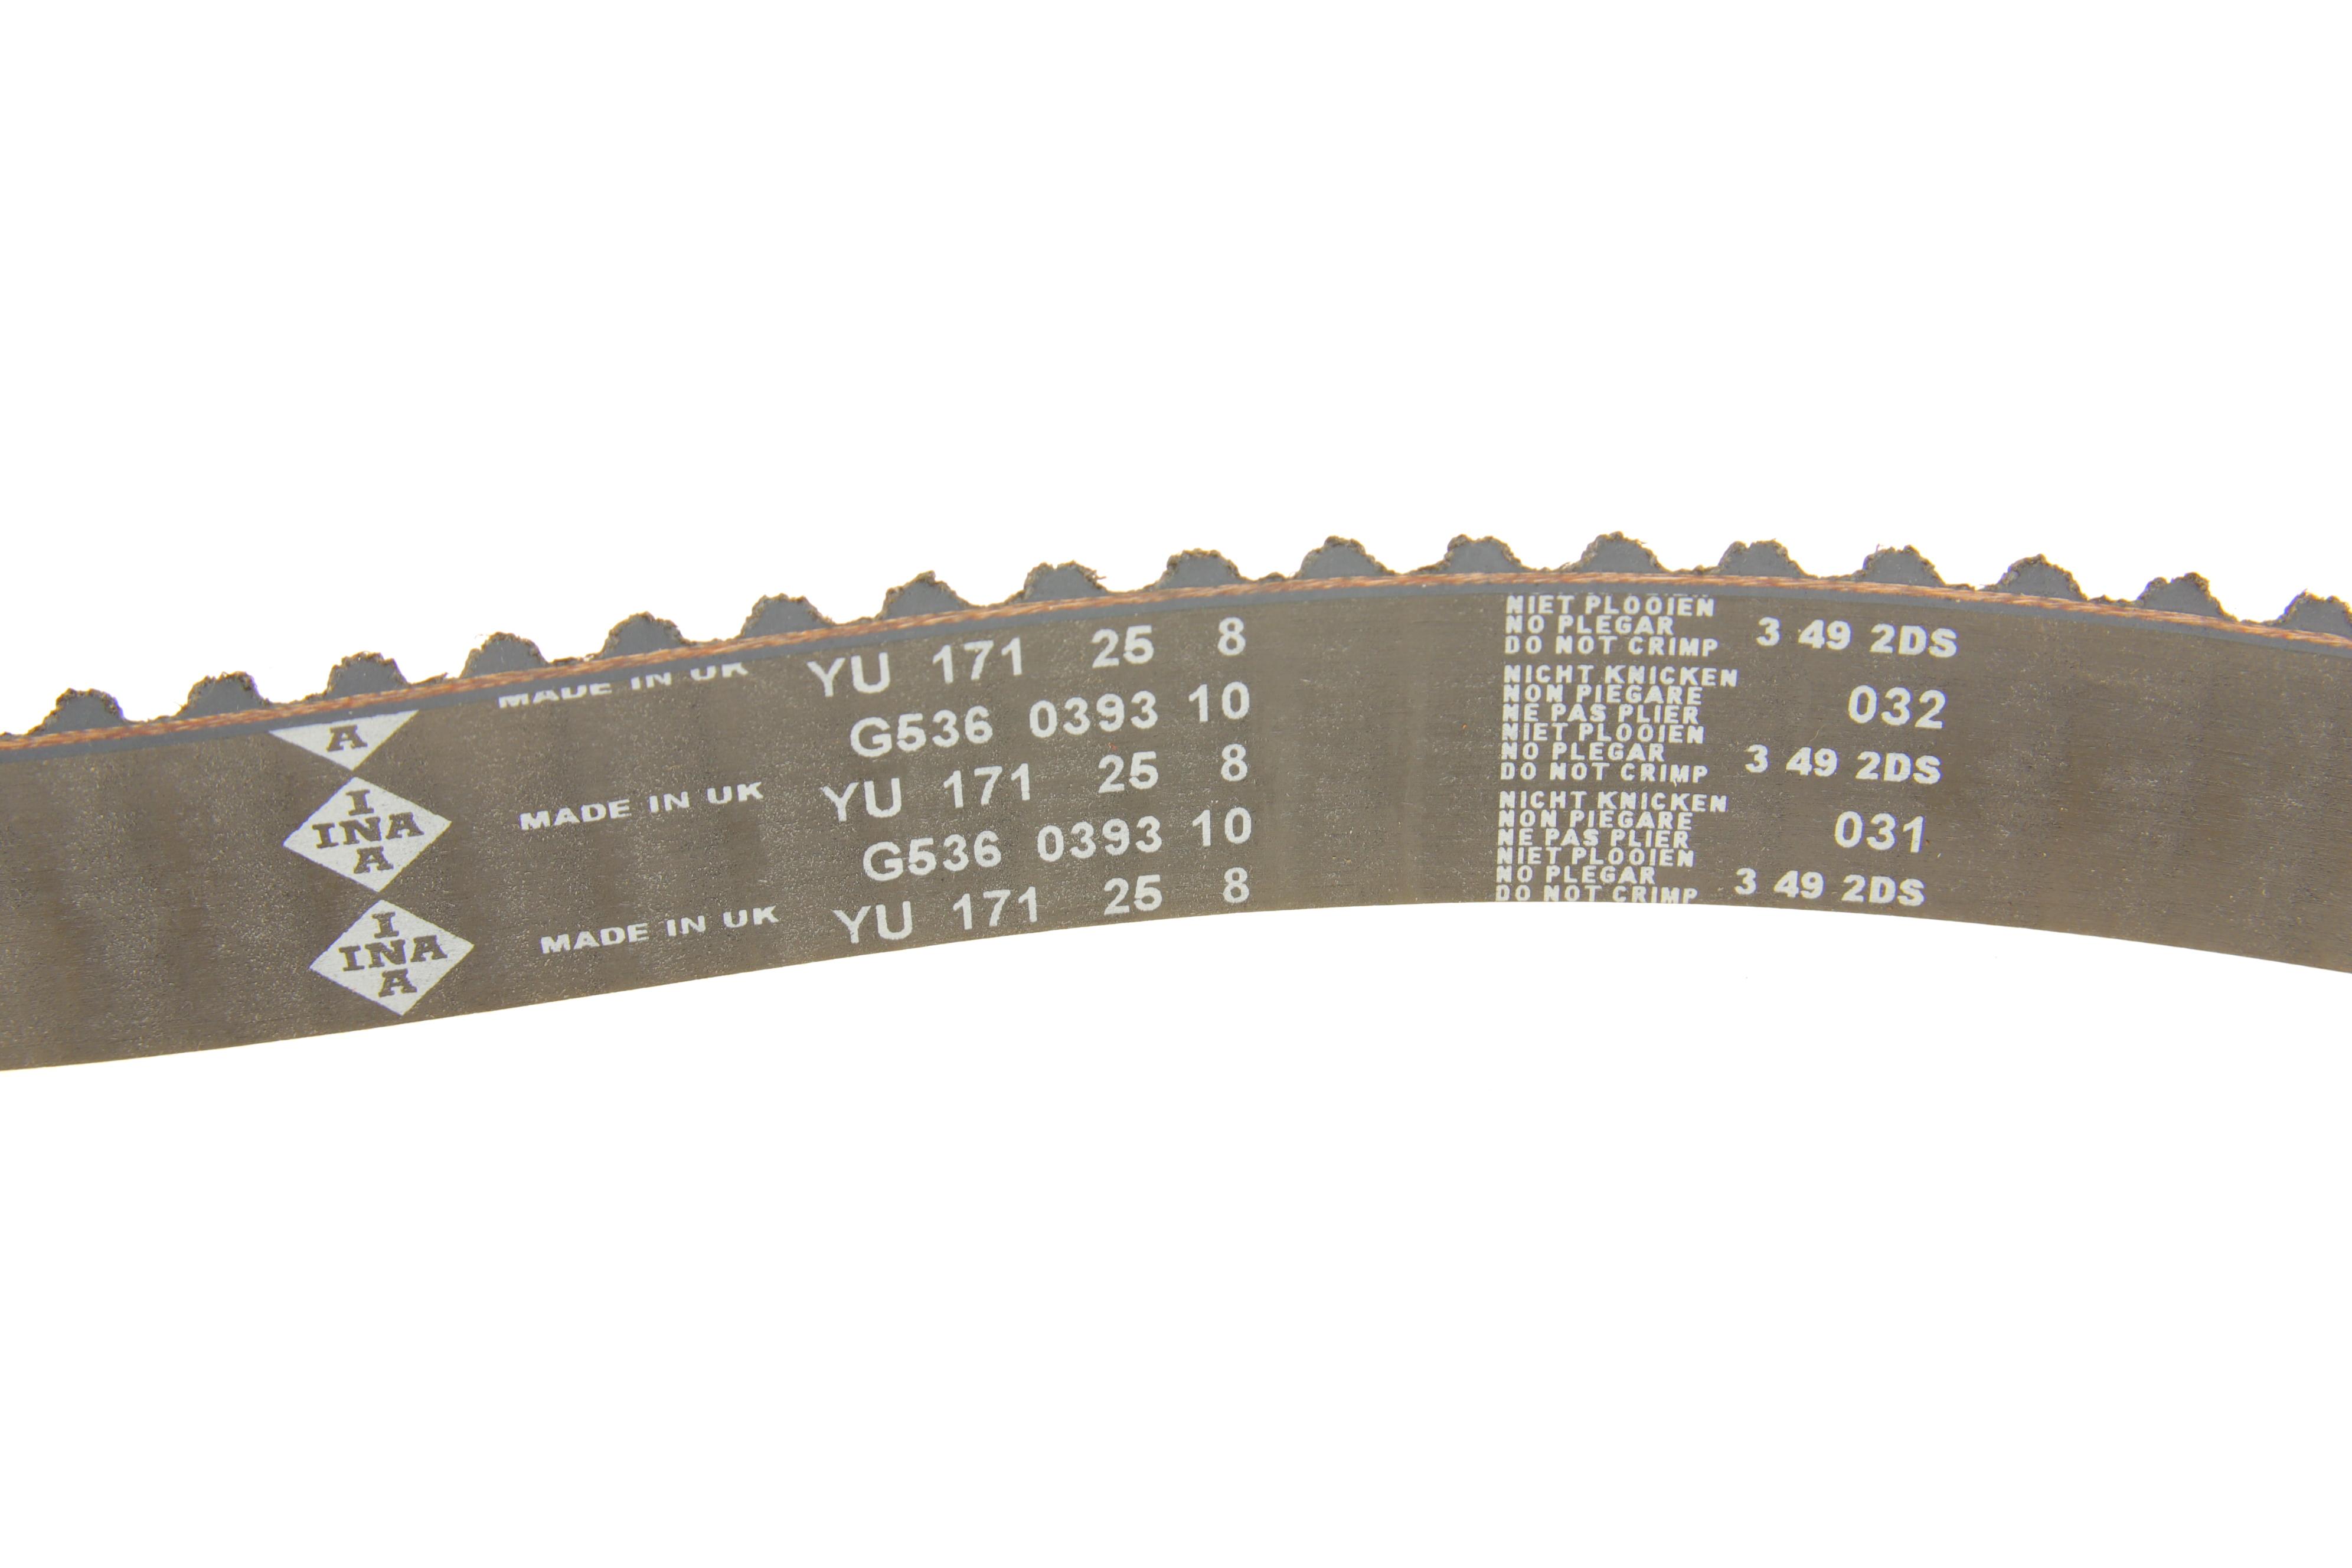 A
I
INA
A
I
INA
A
MADE IN UK
MADE IN UK
MADE IN UK
YU 171 25 8
G536 0393 10
YU 171 25 8
G536 0393 10
YU 171 25 8
NIET PLOOIEN
NO PLEGAR
DO NOT CRIMP
3 49 2DS
NICHT KNICKEN
NON PIEGARE
NE PAS PLIER
032
NIET PLOOIEN
NO PLEGAR
DO NOT CRIMP
3 49 2DS
NICHT KNICKEN
NON PIEGARE
NE PAS PLIER
031
NIET PLOOIEN
NO PLEGAR
DO NOT CRIMP
3 49 2DS